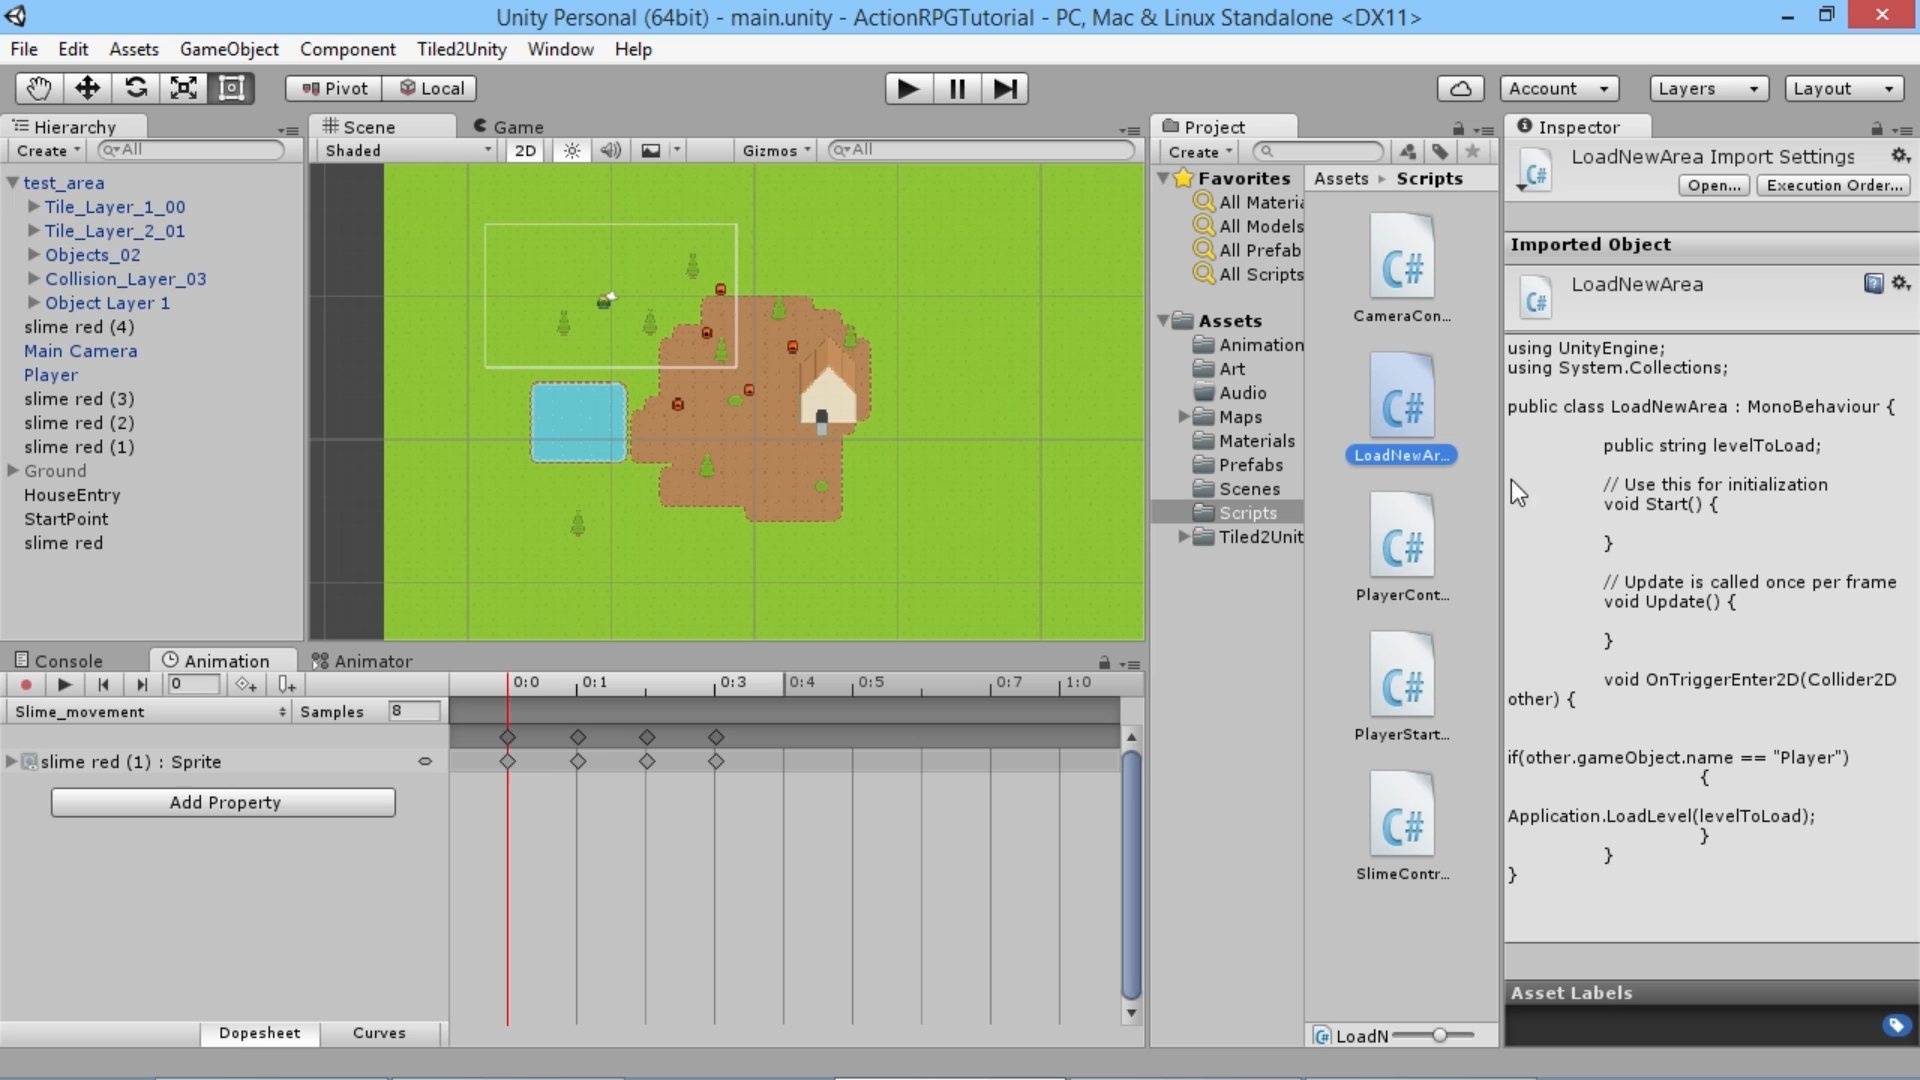 Unity Personal (64bit) - main.unity - ActionRPGTutorial - PC, Mac & Linux Standalone <DX11>
File Edit Assets GameObject Component Tiled2Unity Window Help
Pivot Local Account Layers Layout
Hierarchy
Create All
test_area
Tile_Layer_1_00
Tile_Layer_2_01
Objects_02
Collision_Layer_03
Object Layer 1
slime red (4)
Main Camera
Player
slime red (3)
slime red (2)
slime red (1)
Ground
HouseEntry
StartPoint
slime red
Scene Game
Shaded 2D Gizmos All
Console Animation Animator
0 0:0 0:1 0:3 0:4 0:5 0:7 1:0
Slime_movement Samples 8
slime red (1) : Sprite
Add Property
Dopesheet Curves
Project
Create
Favorites
All Materia
All Models
All Prefab
All Scripts
Assets
Animation
Art
Audio
Maps
Materials
Prefabs
Scenes
Scripts
Tiled2Unit
Assets Scripts
C#
CameraCon...
C#
LoadNewAr...
C#
PlayerCont...
C#
PlayerStart...
C#
SlimeContr...
LoadN
Inspector
C# LoadNewArea Import Settings
Open... Execution Order...
Imported Object
C# LoadNewArea
using UnityEngine;
using System.Collections;
public class LoadNewArea : MonoBehaviour {
public string levelToLoad;
// Use this for initialization
void Start() {
}
// Update is called once per frame
void Update() {
}
void OnTriggerEnter2D(Collider2D
other) {
if(other.gameObject.name == "Player")
{
Application.LoadLevel(levelToLoad);
}
}
}
Asset Labels